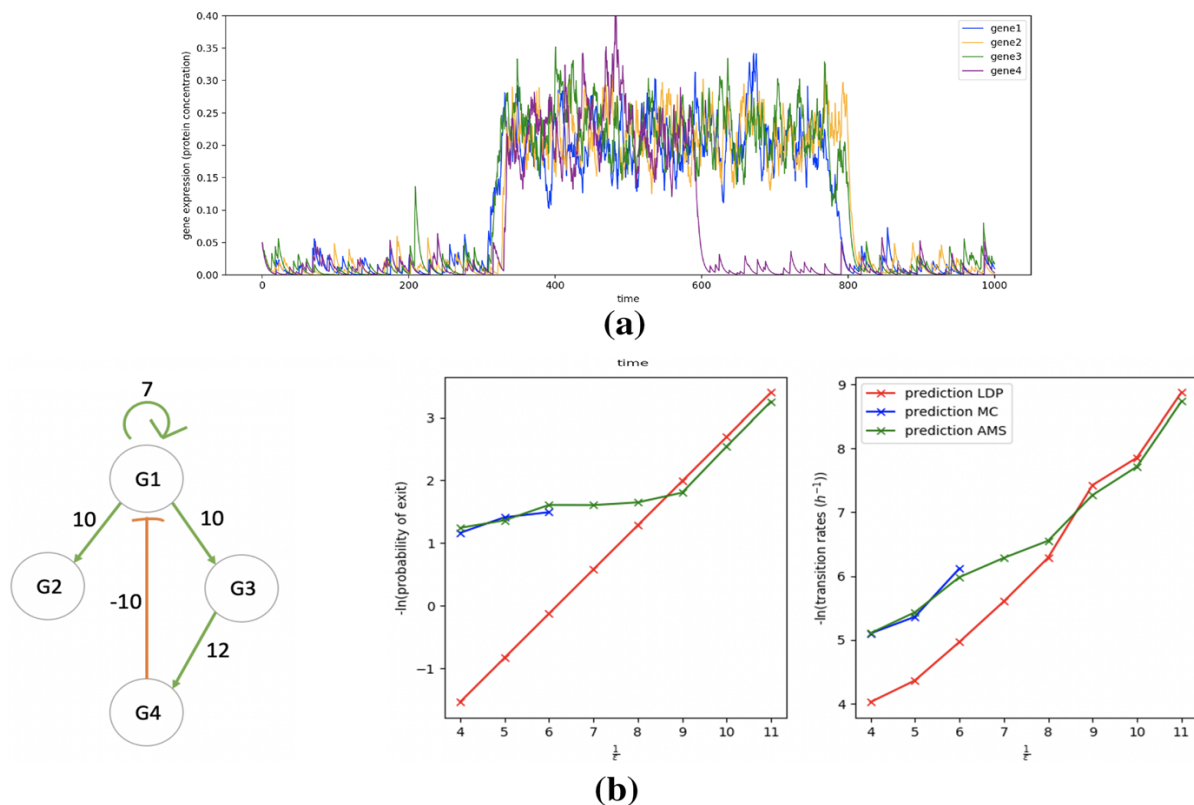 0.40
0.35
0.30
0.25
0.20
0.15
0.10
0.05
0.00
gene expression (protein concentration)
gene1
gene2
gene3
gene4
0
200
400
600
800
1000
time
(a)
7
G1
10
10
G2
G3
-10
12
G4
time
3
2
1
0
−1
-ln(probability of exit)
4 5 6 7 8 9 10 11
1/ε
prediction LDP
prediction MC
prediction AMS
9
8
7
6
5
4
-ln(transition rates (h⁻¹))
4 5 6 7 8 9 10 11
1/ε
(b)